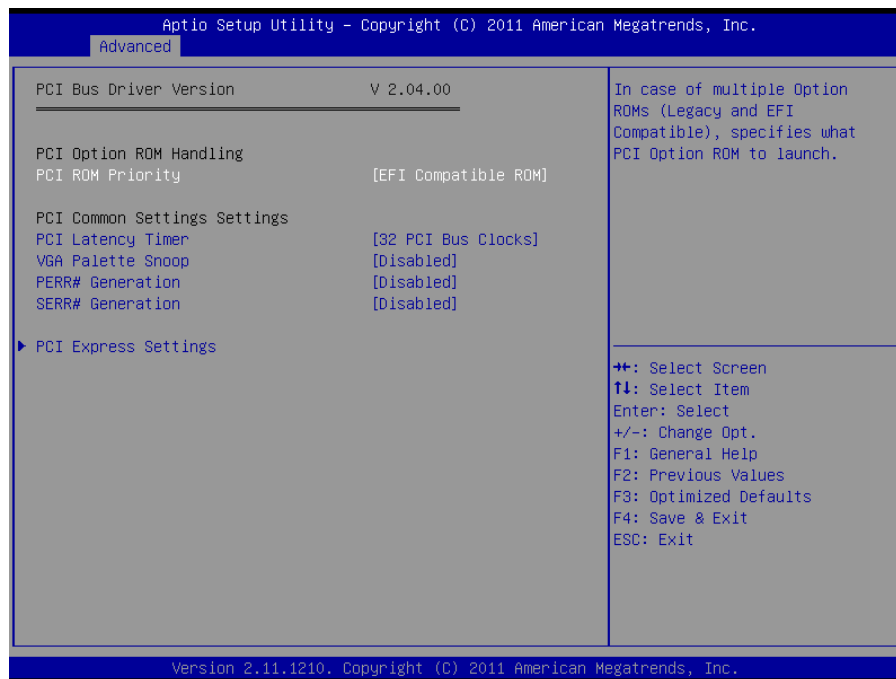 Aptio Setup Utility – Copyright (C) 2011 American Megatrends, Inc.
Advanced
PCI Bus Driver Version V 2.04.00
PCI Option ROM Handling
PCI ROM Priority [EFI Compatible ROM]
PCI Common Settings Settings
PCI Latency Timer [32 PCI Bus Clocks]
VGA Palette Snoop [Disabled]
PERR# Generation [Disabled]
SERR# Generation [Disabled]
PCI Express Settings
In case of multiple Option
ROMs (Legacy and EFI
Compatible), specifies what
PCI Option ROM to launch.
→←: Select Screen
↑↓: Select Item
Enter: Select
+/-: Change Opt.
F1: General Help
F2: Previous Values
F3: Optimized Defaults
F4: Save & Exit
ESC: Exit
Version 2.11.1210. Copyright (C) 2011 American Megatrends, Inc.